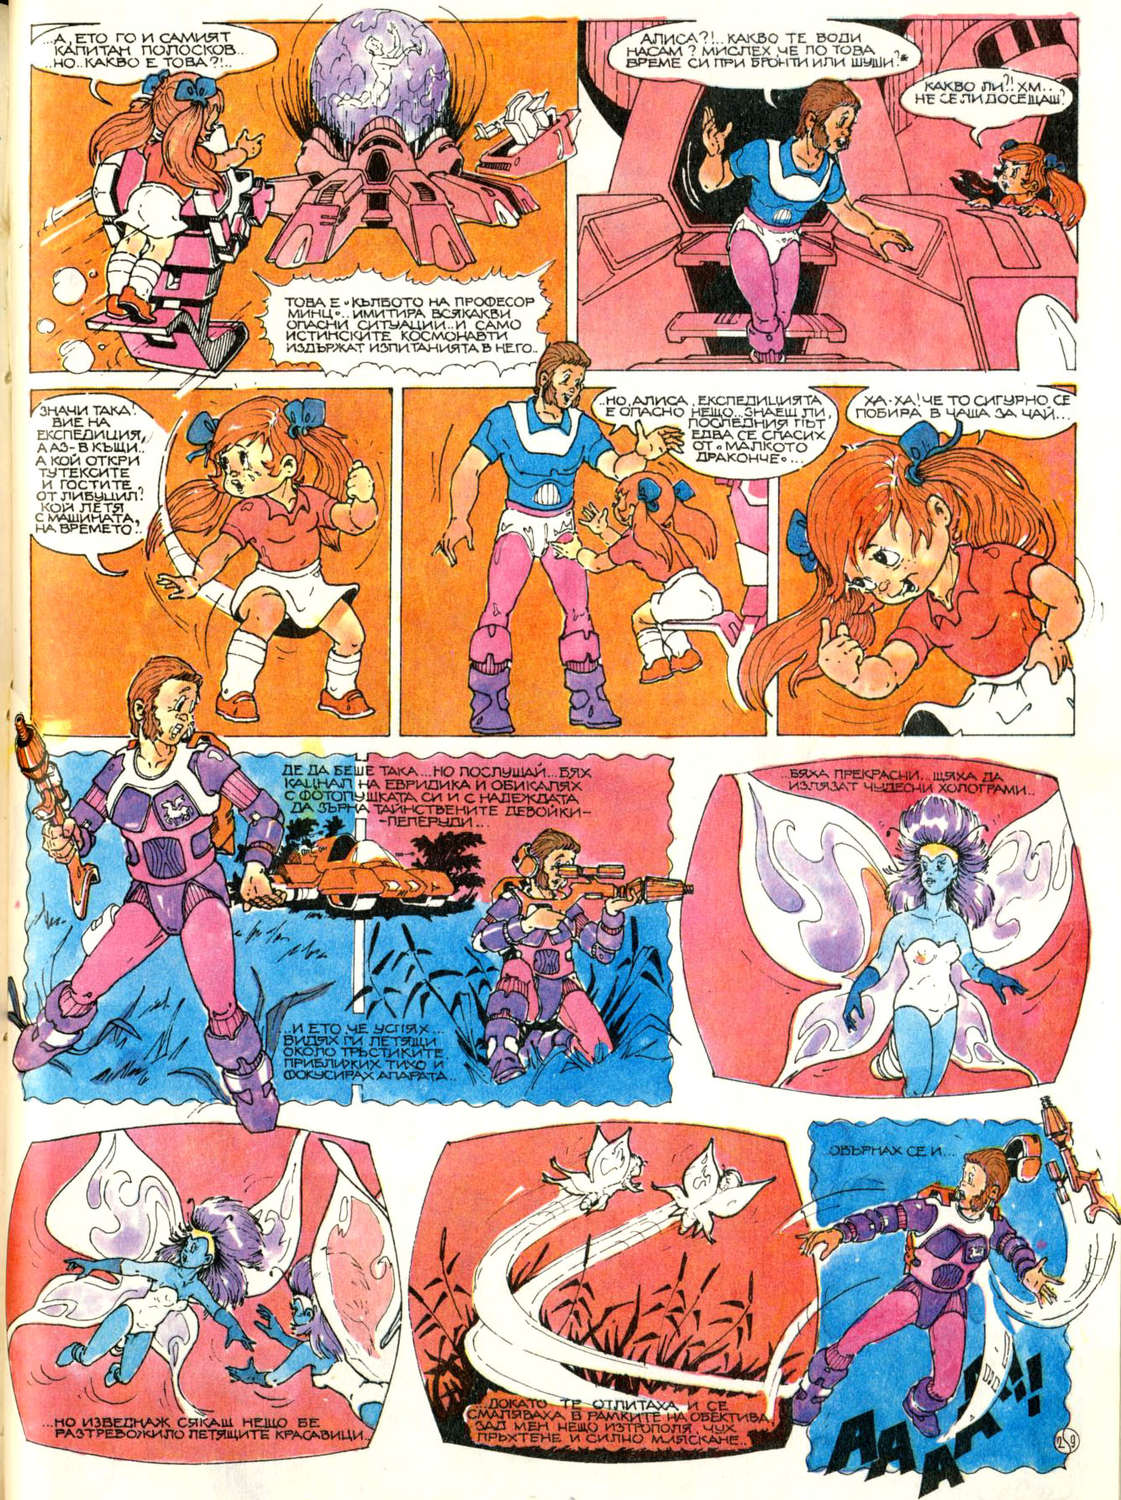 ...А, ЕТО ГО И САМИЯТ
КАПИТАН ПОЛОСКОВ...
..НО..КАКВО Е ТОВА?!..
ТОВА Е «КЪЛБОТО НА ПРОФЕСОР
МИНЦ»..ИМИТИРА ВСЯКАКВИ
ОПАСНИ СИТУАЦИИ..И САМО
ИСТИНСКИТЕ КОСМОНАВТИ
ИЗДЪРЖАТ ИЗПИТАНИЯТА В НЕГО..
АЛИСА?!...КАКВО ТЕ ВОДИ
НАСАМ? МИСЛЕХ, ЧЕ ПО ТОВА
ВРЕМЕ СИ ПРИ БРОНТИ ИЛИ ШУШИ?*
КАКВО ЛИ?! ХМ..
НЕ СЕ ЛИ ДОСЕЩАШ?
ЗНАЧИ ТАКА!
ВИЕ НА
ЕКСПЕДИЦИЯ,
А АЗ - В КЪЩИ..
А КОЙ ОТКРИ
ТУТЕКСИТЕ
И ГОСТИТЕ
ОТ ЛИБУЦИЛ?
КОЙ ЛЕТЯ
С МАШИНАТА
НА ВРЕМЕТО..
..НО, АЛИСА, ЕКСПЕДИЦИЯТА
Е ОПАСНО НЕЩО...ЗНАЕШ ЛИ,
ПОСЛЕДНИЯ ПЪТ
ЕДВА СЕ СПАСИХ
ОТ «МАЛКОТО
ДРАКОНЧЕ»...
ХА-ХА! ЧЕ ТО СИГУРНО СЕ
ПОБИРА В ЧАША ЗА ЧАЙ...
ДЕ ДА БЕШЕ ТАКА...НО ПОСЛУШАЙ...БЯХ
КАЦНАЛ НА ЕВРИДИКА И ОБИКАЛЯХ
С ФОТОПУШКАТА СИ И С НАДЕЖДАТА
ДА ЗЪРНА ТАИНСТВЕНИТЕ ДЕВОЙКИ-
-ПЕПЕРУДИ...
...И ЕТО, ЧЕ УСПЯХ...
ВИДЯХ ГИ ЛЕТЯЩИ
ОКОЛО ТРЪСТИКИТЕ.
ПРИБЛИЖИХ ТИХО И
ФОКУСИРАХ АПАРАТА..
...БЯХА ПРЕКРАСНИ...ЩЯХА ДА
ИЗЛЯЗАТ ЧУДЕСНИ ХОЛОГРАМИ..
...НО ИЗВЕДНАЖ СЯКАШ НЕЩО БЕ
РАЗТРЕВОЖИЛО ЛЕТЯЩИТЕ КРАСАВИЦИ..
...ДОКАТО ТЕ ОТЛИТАХА И СЕ
СМАЛЯВАХА В РАМКИТЕ НА ОБЕКТИВА,
ЗАД МЕН НЕЩО ИЗТРОПОЛЯ, ЧУХ
ПРЪХТЕНЕ И СИЛНО МЛЯСКАНЕ..
ОБЪРНАХ СЕ И...
АААААА!!!
29